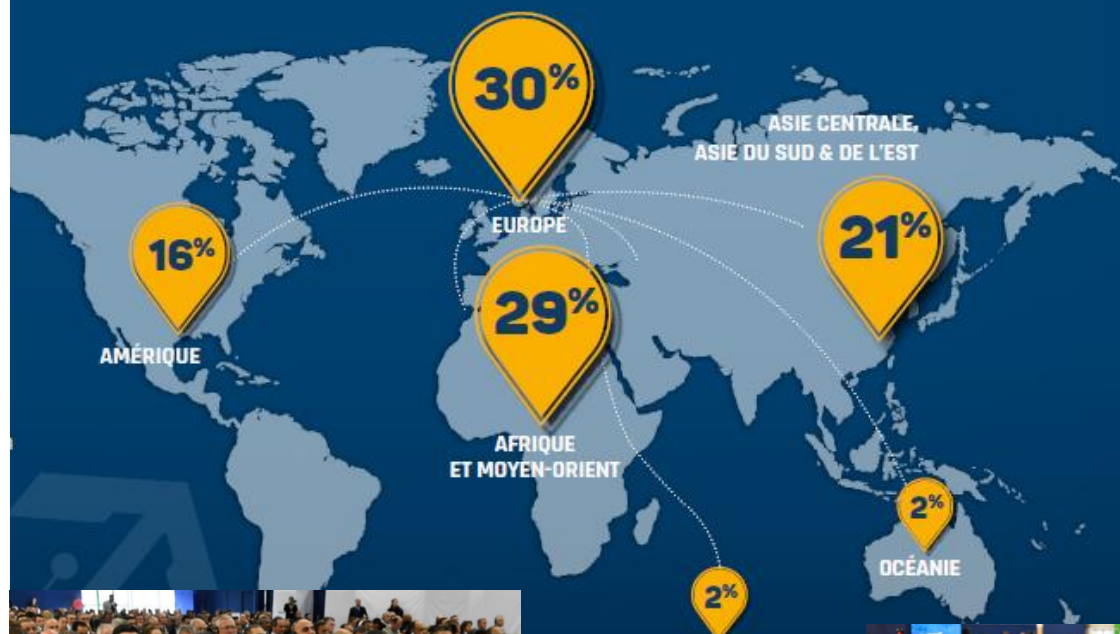 30%
ASIE CENTRALE,
ASIE DU SUD & DE L'EST
16%
EUROPE
21%
29%
AMÉRIQUE
AFRIQUE
ET MOYEN-ORIENT
2%
OCÉANIE
2%